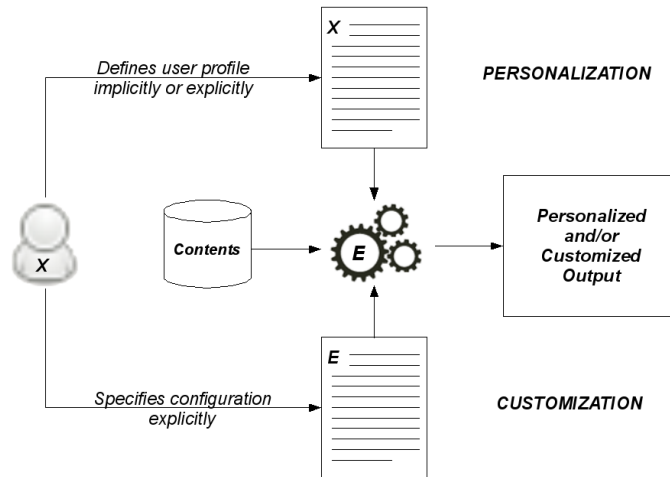 X
Defines user profile
implicitly or explicitly
PERSONALIZATION
X
Contents
E
Personalized
and/or
Customized
Output
E
Specifies configuration
explicitly
CUSTOMIZATION